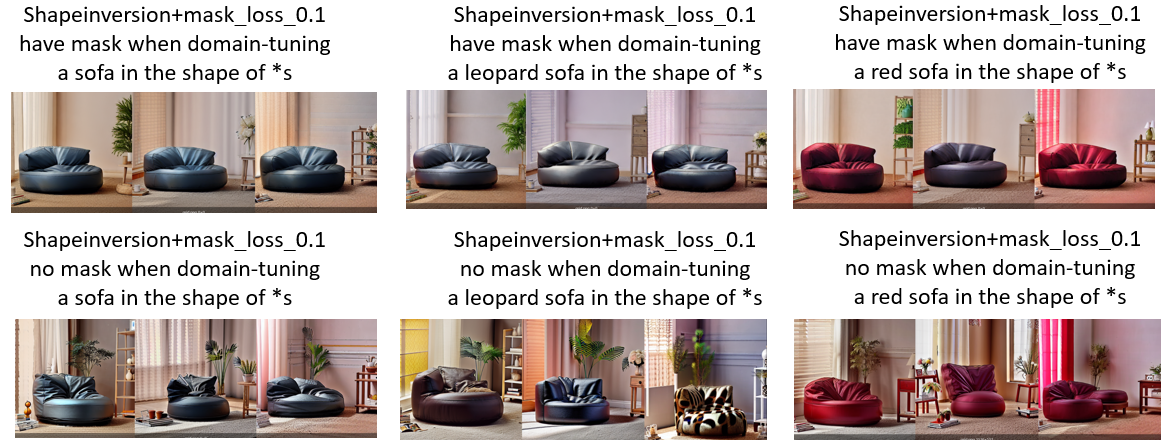 Shapeinversion+mask_loss_0.1
have mask when domain-tuning
a sofa in the shape of *s
Shapeinversion+mask_loss_0.1
have mask when domain-tuning
a leopard sofa in the shape of *s
Shapeinversion+mask_loss_0.1
have mask when domain-tuning
a red sofa in the shape of *s
Shapeinversion+mask_loss_0.1
no mask when domain-tuning
a sofa in the shape of *s
Shapeinversion+mask_loss_0.1
no mask when domain-tuning
a leopard sofa in the shape of *s
Shapeinversion+mask_loss_0.1
no mask when domain-tuning
a red sofa in the shape of *s